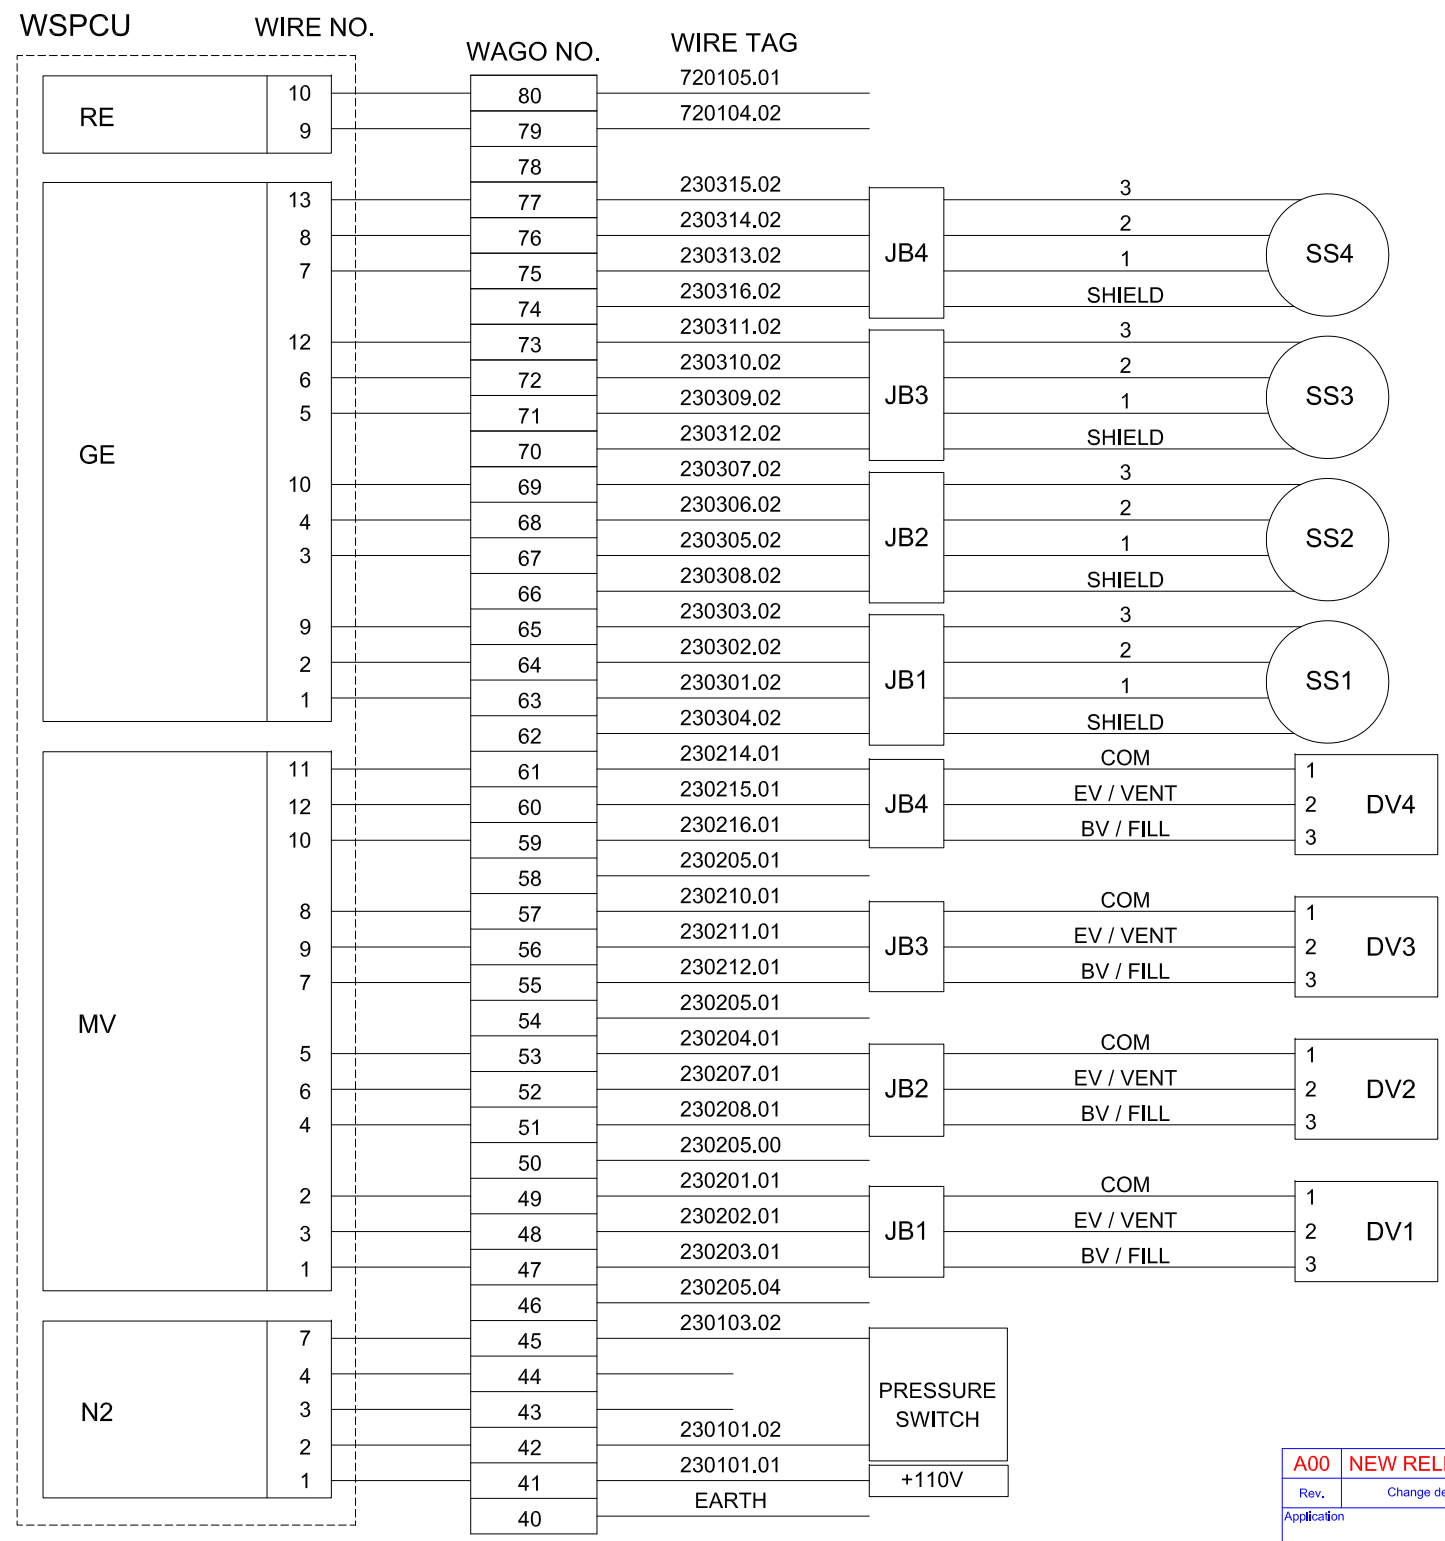 WSPCU WIRE NO. WAGO NO. WIRE TAG
RE
10 80 720105.01
9 79 720104.02
78
GE
13 77 230315.02 3
8 76 230314.02 2
JB4 SS4
7 75 230313.02 1
74 230316.02 SHIELD
12 73 230311.02 3
6 72 230310.02 2
JB3 SS3
5 71 230309.02 1
70 230312.02 SHIELD
10 69 230307.02 3
4 68 230306.02 2
JB2 SS2
3 67 230305.02 1
66 230308.02 SHIELD
9 65 230303.02 3
2 64 230302.02 2
JB1 SS1
1 63 230301.02 1
62 230304.02 SHIELD
MV
11 61 230214.01 COM 1
12 60 230215.01 JB4 EV / VENT 2 DV4
10 59 230216.01 BV / FILL 3
58 230205.01
8 57 230210.01 COM 1
9 56 230211.01 JB3 EV / VENT 2 DV3
7 55 230212.01 BV / FILL 3
54 230205.01
5 53 230204.01 COM 1
6 52 230207.01 JB2 EV / VENT 2 DV2
4 51 230208.01 BV / FILL 3
50 230205.00
2 49 230201.01 COM 1
3 48 230202.01 JB1 EV / VENT 2 DV1
1 47 230203.01 BV / FILL 3
46 230205.04
N2
7 45 230103.02
4 44
3 43
PRESSURE
SWITCH
2 42 230101.02
1 41 230101.01 +110V
40 EARTH
A00 NEW RELE
Rev. Change de
Application